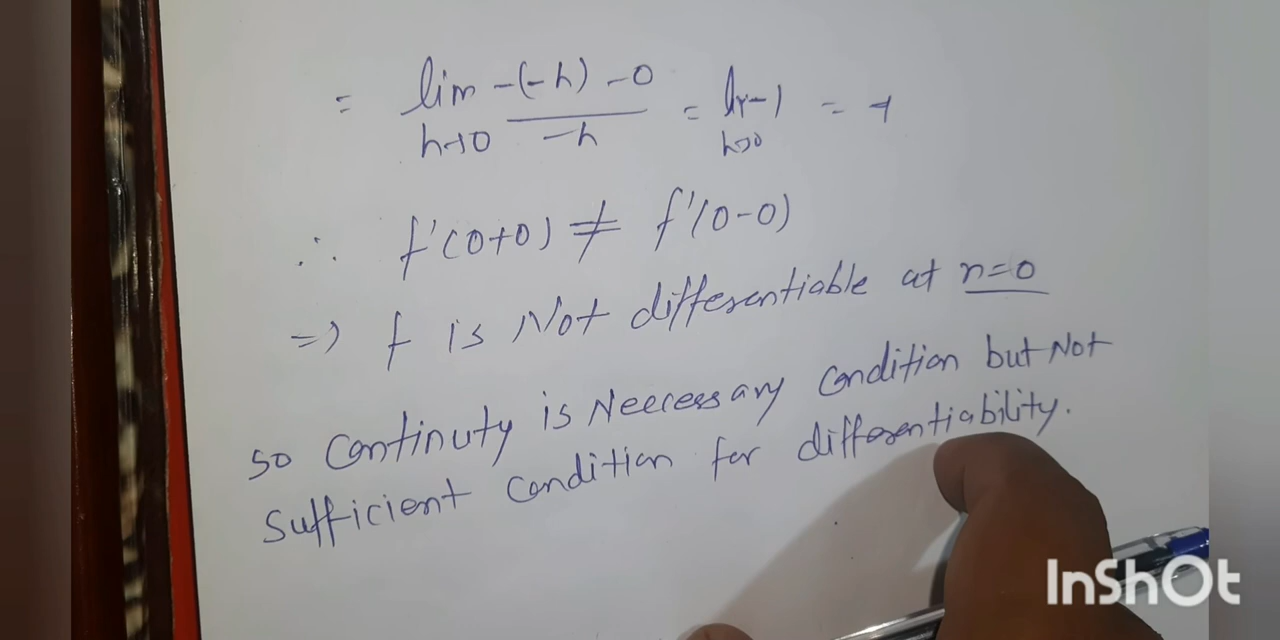 = lim h→0 -(-h) -0 / -h = lim h→0 -1 = -1
∴ f'(0+0) ≠ f'(0-0)
=> f is Not differentiable at x=0
so Continuty is Neecessary Condition but Not
Sufficient Condition for differentiability.
InShOt